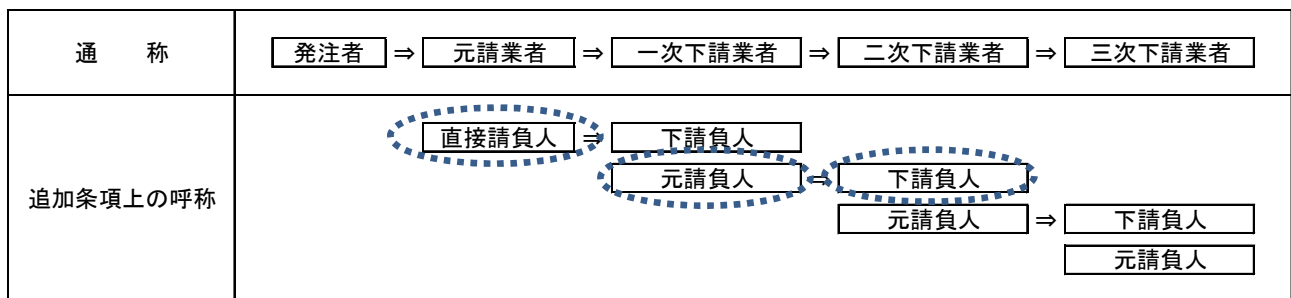 通　　称
発注者 ⇒ 元請業者 ⇒ 一次下請業者 ⇒ 二次下請業者 ⇒ 三次下請業者
追加条項上の呼称
直接請負人 ⇒ 下請負人
元請負人 ⇒ 下請負人
元請負人 ⇒ 下請負人
元請負人